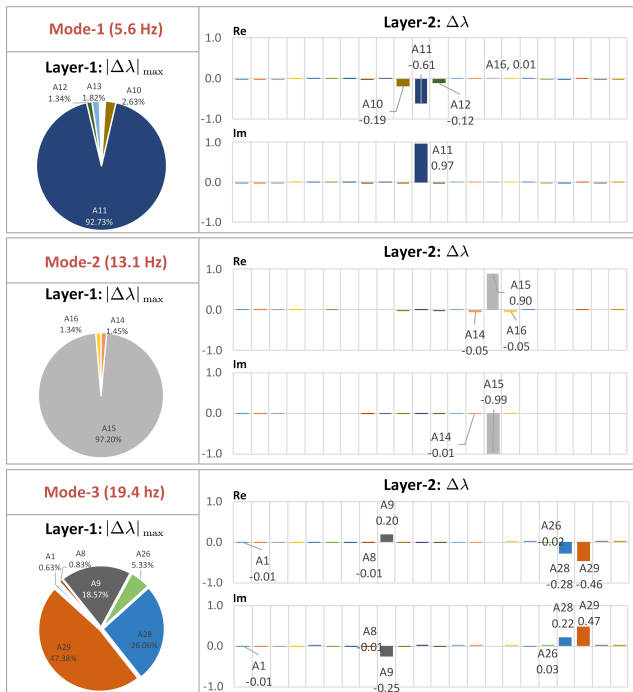 Mode-1 (5.6 Hz)
Layer-1: |Δλ| max
A12
1.34%
A13
1.82%
A10
2.63%
A11
92.73%
Layer-2: Δλ
Re
1.0
0.0
-1.0
A11
-0.61
A16, 0.01
A10
-0.19
A12
-0.12
Im
1.0
0.0
-1.0
A11
0.97
Mode-2 (13.1 Hz)
Layer-1: |Δλ| max
A16
1.34%
A14
1.45%
A15
97.20%
Layer-2: Δλ
Re
1.0
0.0
-1.0
A15
0.90
A14
-0.05
A16
-0.05
Im
1.0
0.0
-1.0
A15
-0.99
A14
-0.01
Mode-3 (19.4 hz)
Layer-1: |Δλ| max
A1
0.63%
A8
0.83%
A26
5.33%
A9
18.57%
A28
26.06%
A29
47.38%
Layer-2: Δλ
Re
1.0
0.0
-1.0
A9
0.20
A1
-0.01
A8
-0.01
A26
-0.02
A28
-0.28
A29
-0.46
Im
1.0
0.0
-1.0
A8
-0.01
A1
-0.01
A9
-0.25
A28
0.22
A29
0.47
A26
0.03